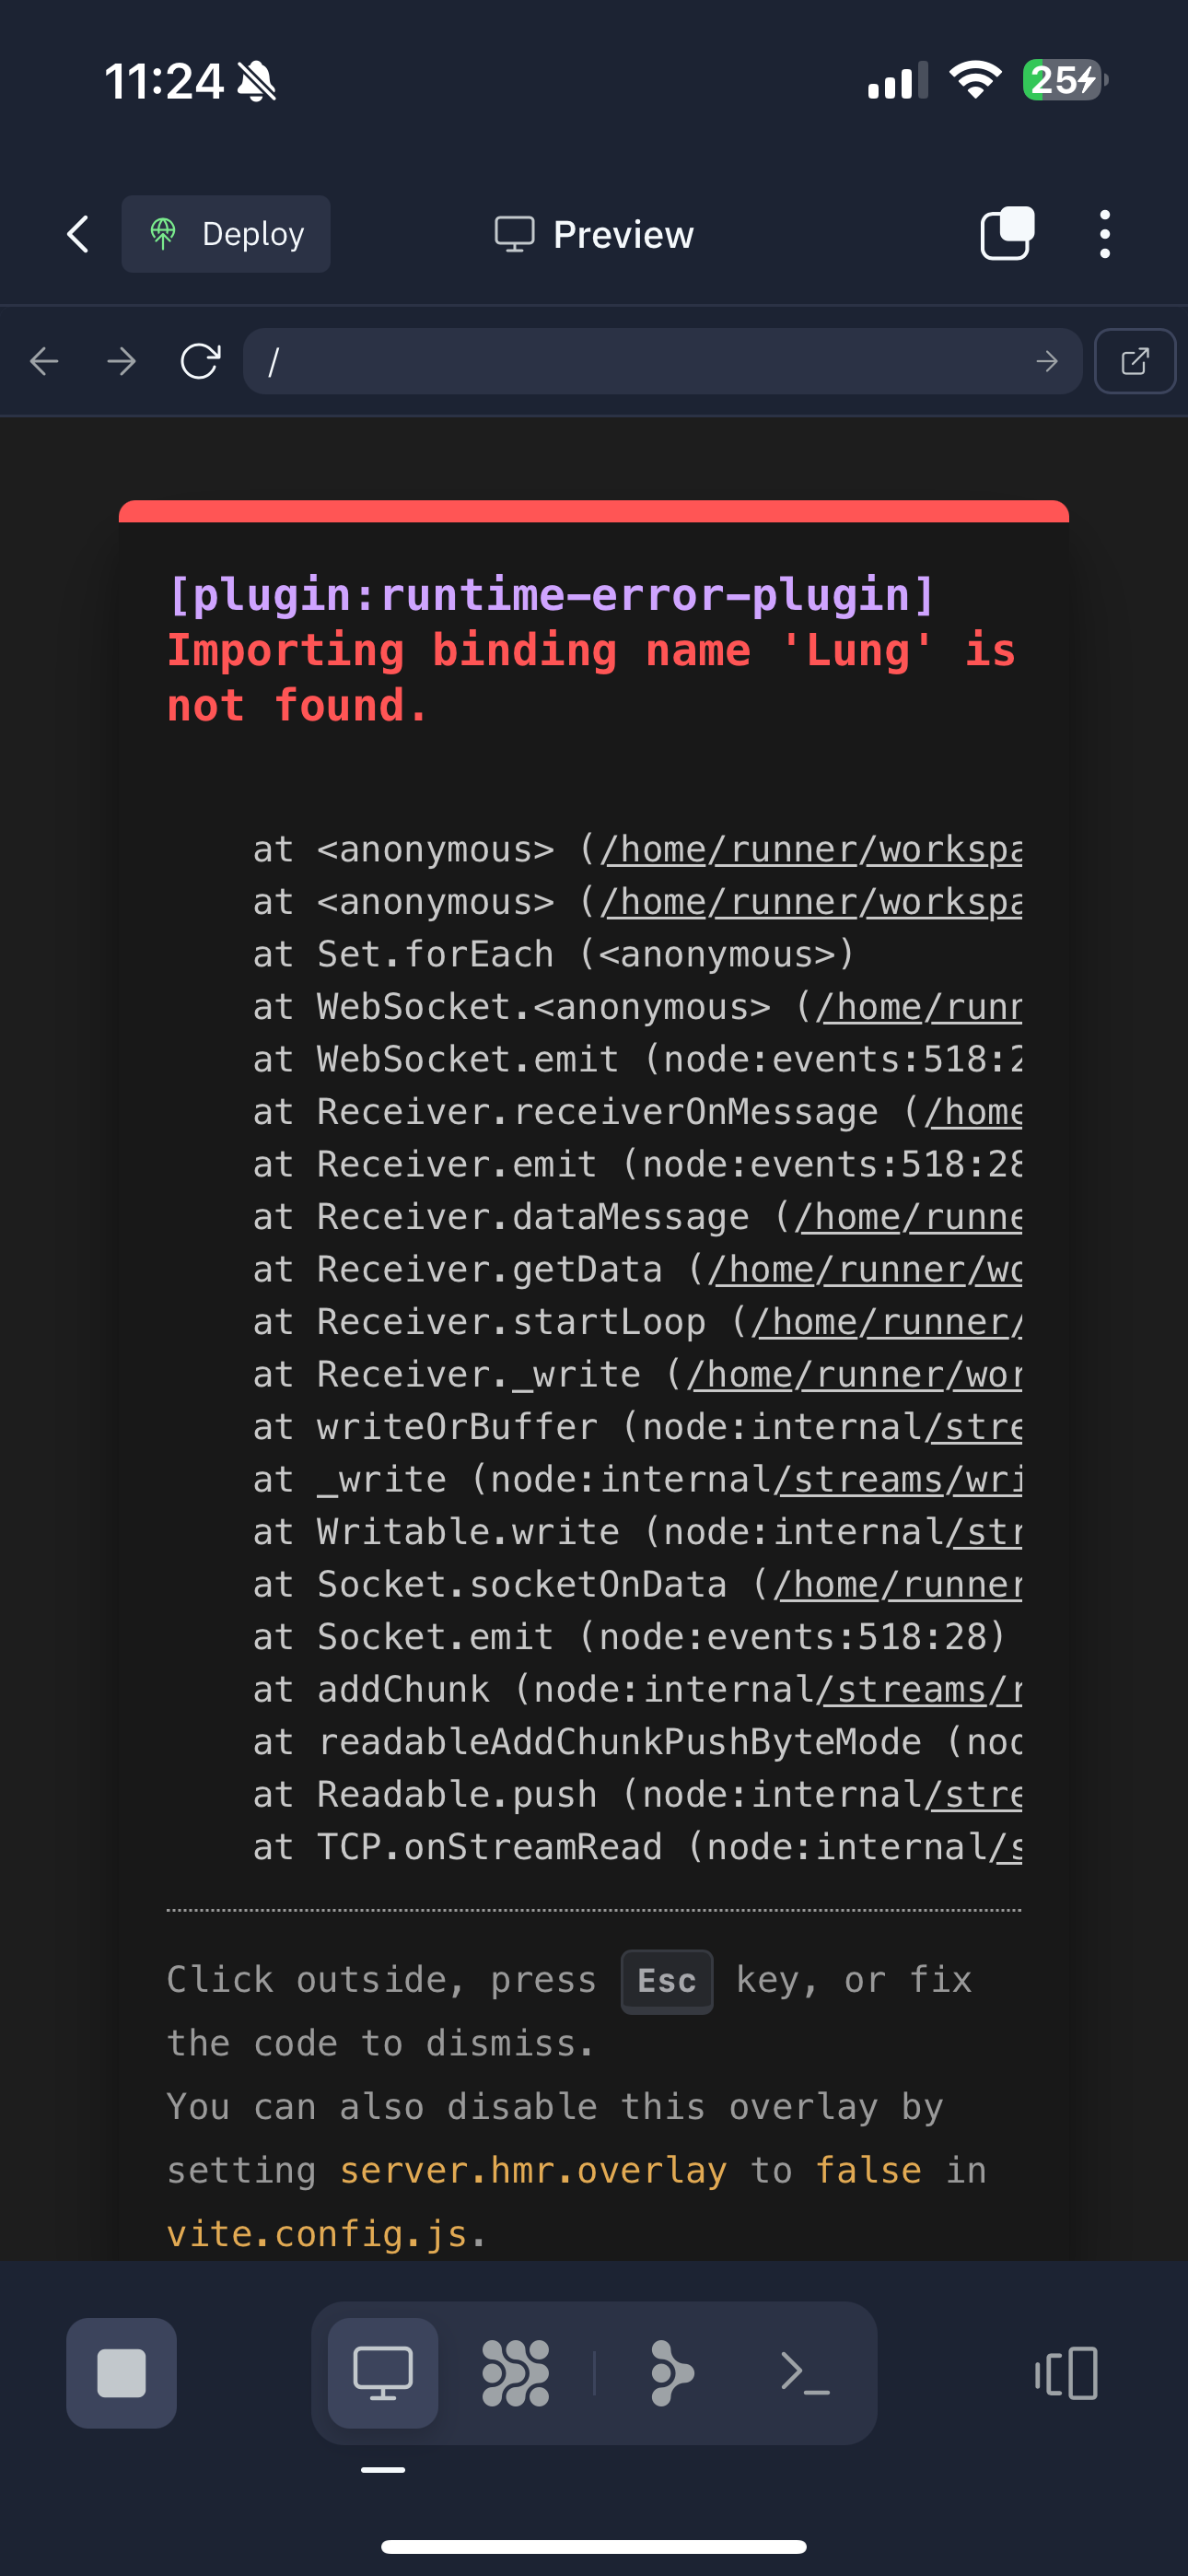 11:24
25
Deploy
Preview
/
[plugin:runtime-error-plugin]
Importing binding name 'Lung' is
not found.
at <anonymous> (/home/runner/workspa
at <anonymous> (/home/runner/workspa
at Set.forEach (<anonymous>)
at WebSocket.<anonymous> (/home/runn
at WebSocket.emit (node:events:518:2
at Receiver.receiverOnMessage (/home
at Receiver.emit (node:events:518:28
at Receiver.dataMessage (/home/runne
at Receiver.getData (/home/runner/wo
at Receiver.startLoop (/home/runner/
at Receiver._write (/home/runner/wor
at writeOrBuffer (node:internal/stre
at _write (node:internal/streams/wri
at Writable.write (node:internal/str
at Socket.socketOnData (/home/runner
at Socket.emit (node:events:518:28)
at addChunk (node:internal/streams/r
at readableAddChunkPushByteMode (nod
at Readable.push (node:internal/stre
at TCP.onStreamRead (node:internal/s
Click outside, press Esc key, or fix
the code to dismiss.
You can also disable this overlay by
setting server.hmr.overlay to false in
vite.config.js.